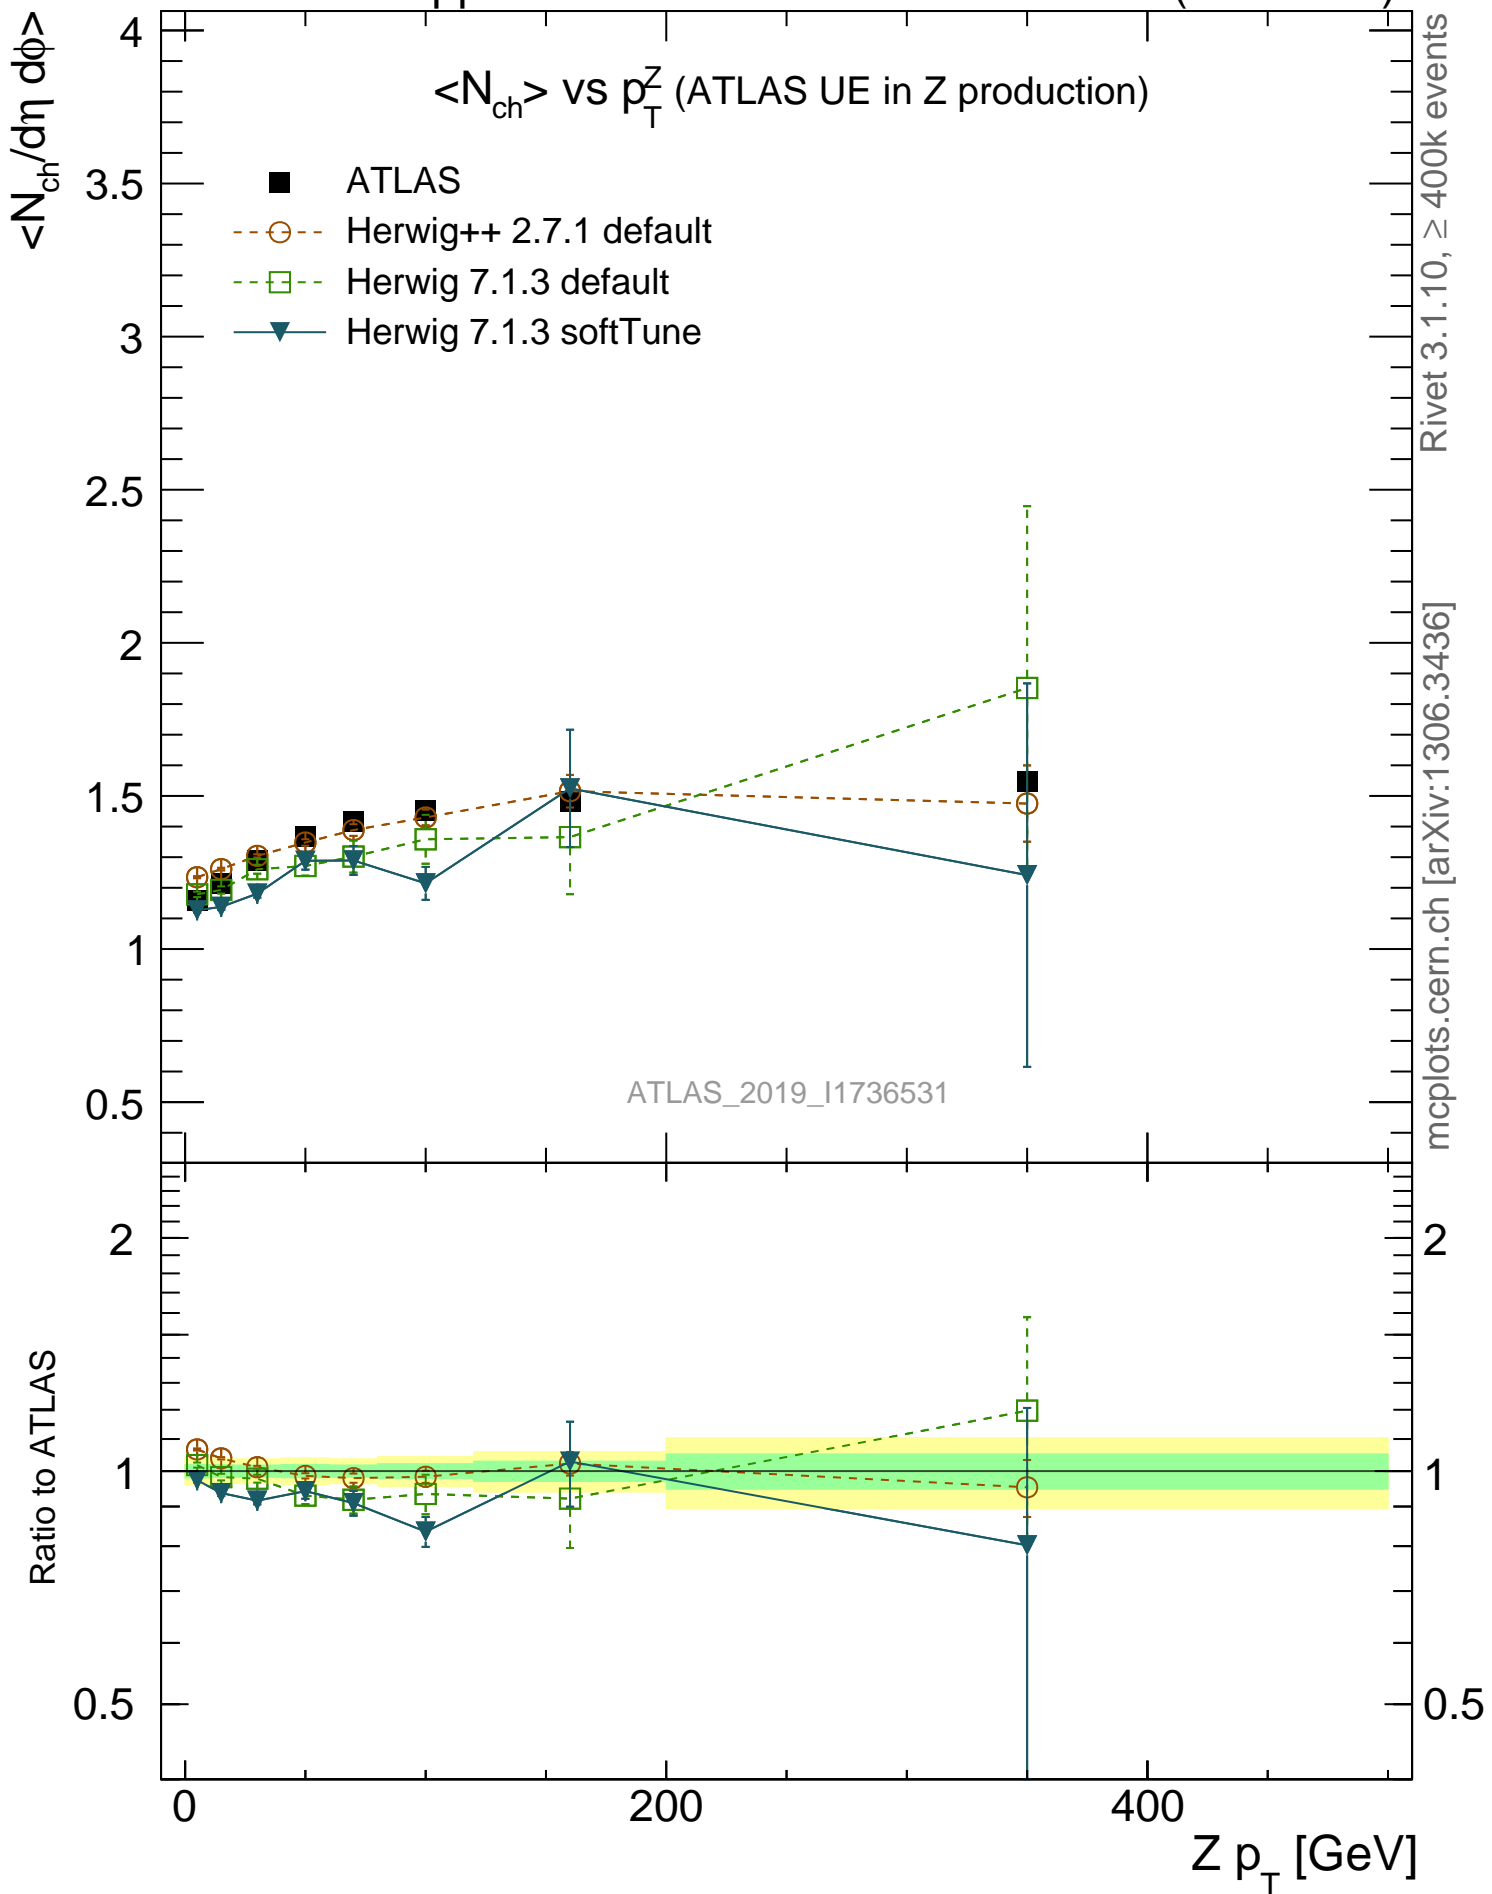 <N_ch/dη dϕ>
<N_ch> vs p_T^Z (ATLAS UE in Z production)
ATLAS
Herwig++ 2.7.1 default
Herwig 7.1.3 default
Herwig 7.1.3 softTune
4
3.5
3
2.5
2
1.5
1
0.5
ATLAS_2019_I1736531
Rivet 3.1.10, ≥ 400k events
mcplots.cern.ch [arXiv:1306.3436]
Ratio to ATLAS
2
1
0.5
2
1
0.5
0
200
400
Z p_T [GeV]